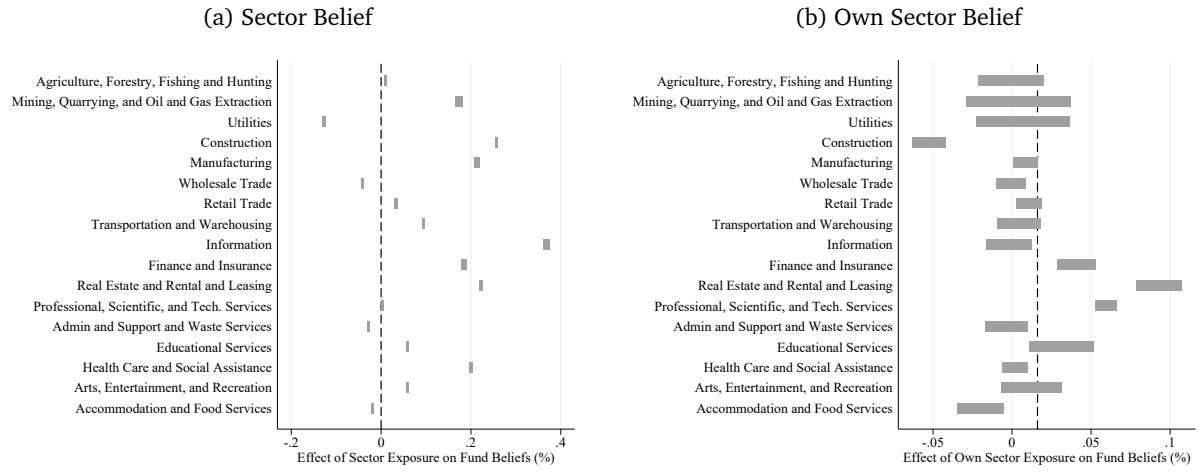 (a) Sector Belief
Agriculture, Forestry, Fishing and Hunting
Mining, Quarrying, and Oil and Gas Extraction
Utilities
Construction
Manufacturing
Wholesale Trade
Retail Trade
Transportation and Warehousing
Information
Finance and Insurance
Real Estate and Rental and Leasing
Professional, Scientific, and Tech. Services
Admin and Support and Waste Services
Educational Services
Health Care and Social Assistance
Arts, Entertainment, and Recreation
Accommodation and Food Services
-.2 0 .2 .4
Effect of Sector Exposure on Fund Beliefs (%)
(b) Own Sector Belief
Agriculture, Forestry, Fishing and Hunting
Mining, Quarrying, and Oil and Gas Extraction
Utilities
Construction
Manufacturing
Wholesale Trade
Retail Trade
Transportation and Warehousing
Information
Finance and Insurance
Real Estate and Rental and Leasing
Professional, Scientific, and Tech. Services
Admin and Support and Waste Services
Educational Services
Health Care and Social Assistance
Arts, Entertainment, and Recreation
Accommodation and Food Services
-.05 0 .05 .1
Effect of Own Sector Exposure on Fund Beliefs (%)